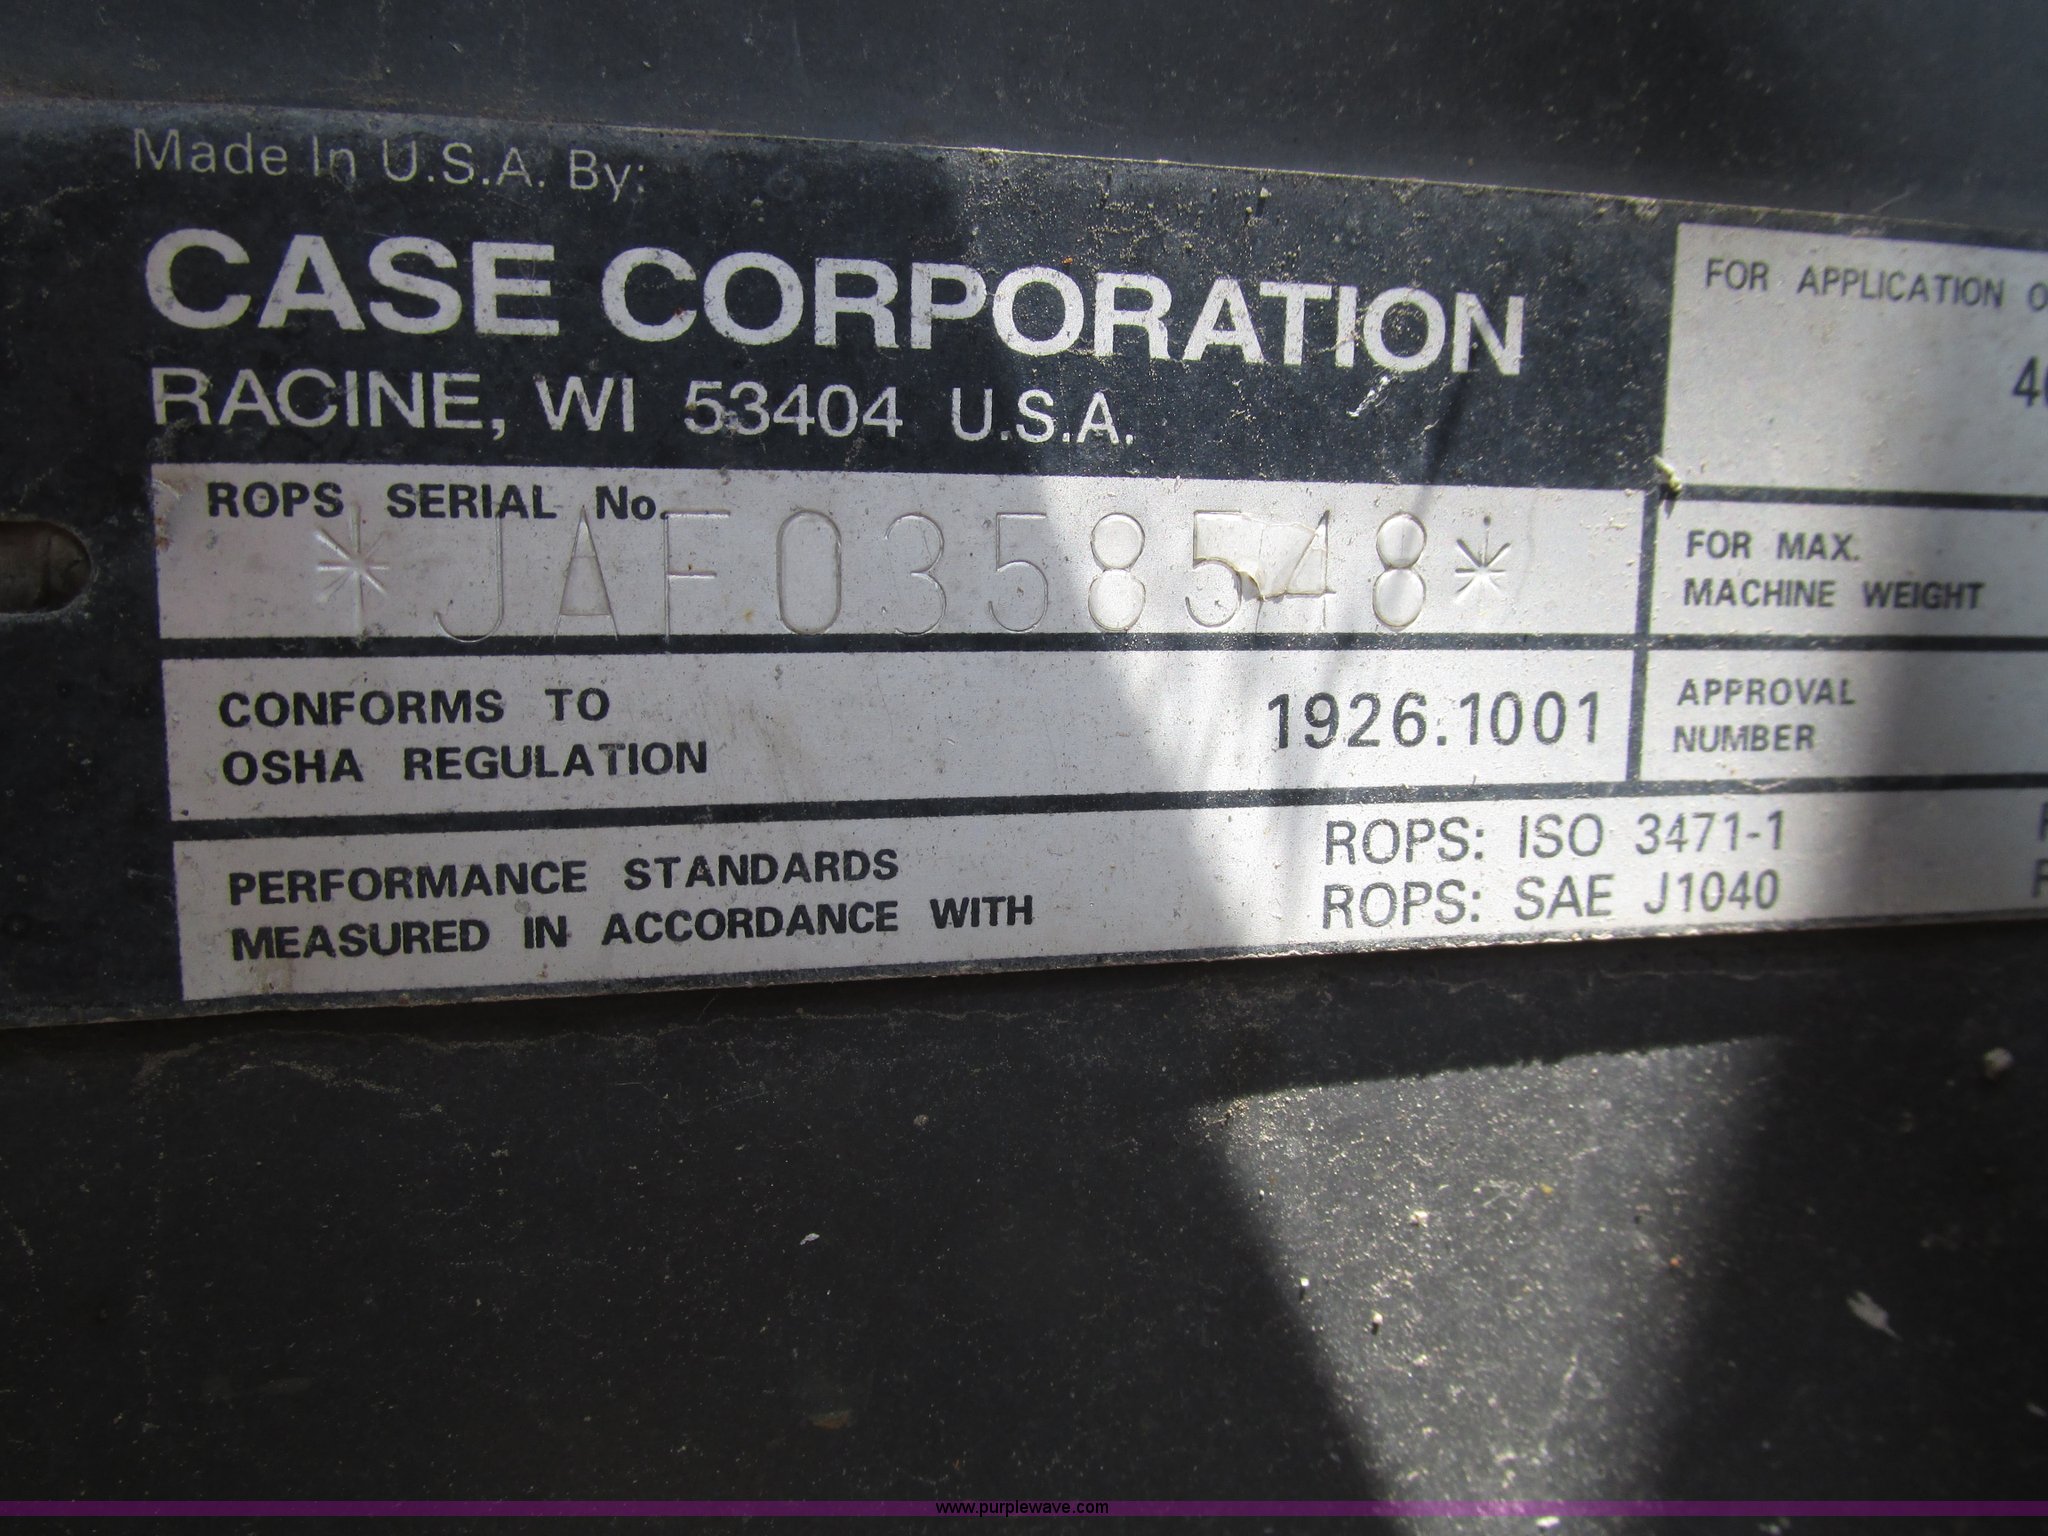 Made In U.S.A. By:
CASE CORPORATION
RACINE, WI 53404 U.S.A.
ROPS SERIAL No.
*JAF0358548*
CONFORMS TO
OSHA REGULATION
1926.1001
PERFORMANCE STANDARDS
MEASURED IN ACCORDANCE WITH
ROPS: ISO 3471-1
ROPS: SAE J1040
FOR APPLICATION
FOR MAX.
MACHINE WEIGHT
APPROVAL
NUMBER
www.purplewave.com